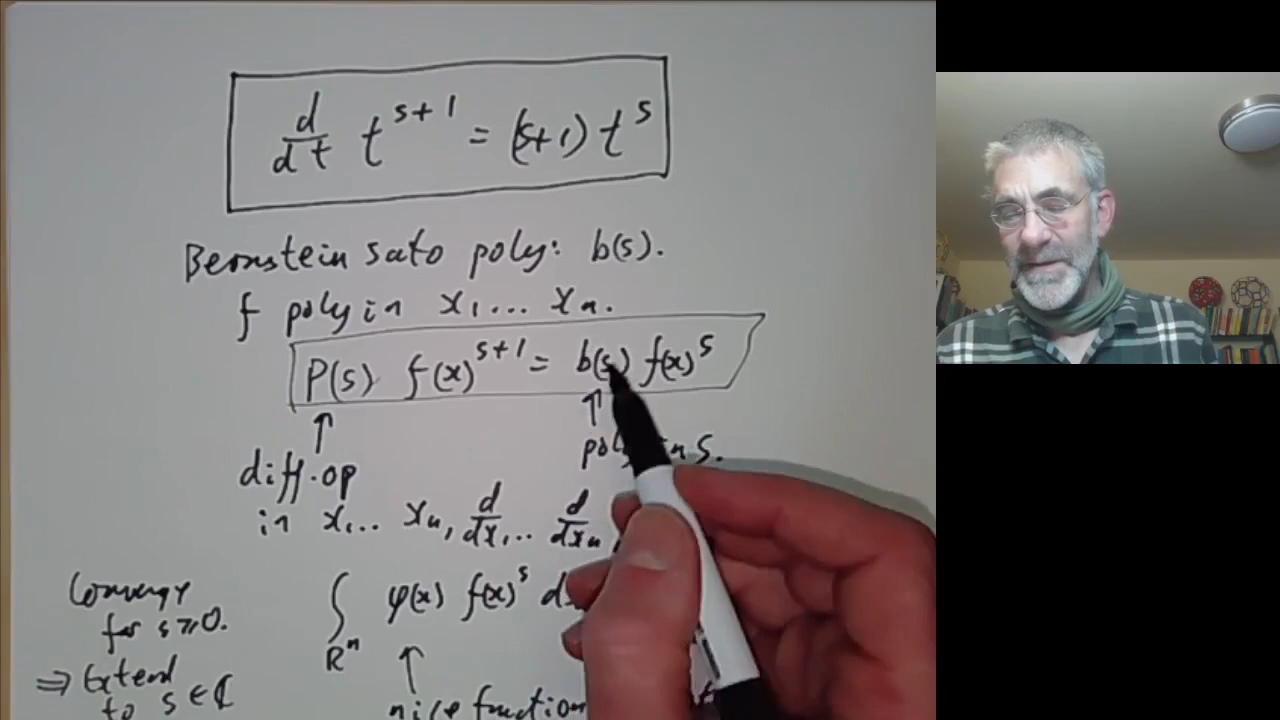 d/dt t^{s+1} = (s+1) t^s
Bernstein sato poly: b(s).
f poly in x₁... xₙ.
P(s) f(x)^{s+1} = b(s) f(x)^s
↑ ↑
diff.op
in x₁... xₙ, d/dx₁... d/dxₙ
Converge
for s ≥ 0.
⇒ Extend
to s ∈ ℂ
∫_{Rⁿ} φ(x) f(x)^s
↑
nice function